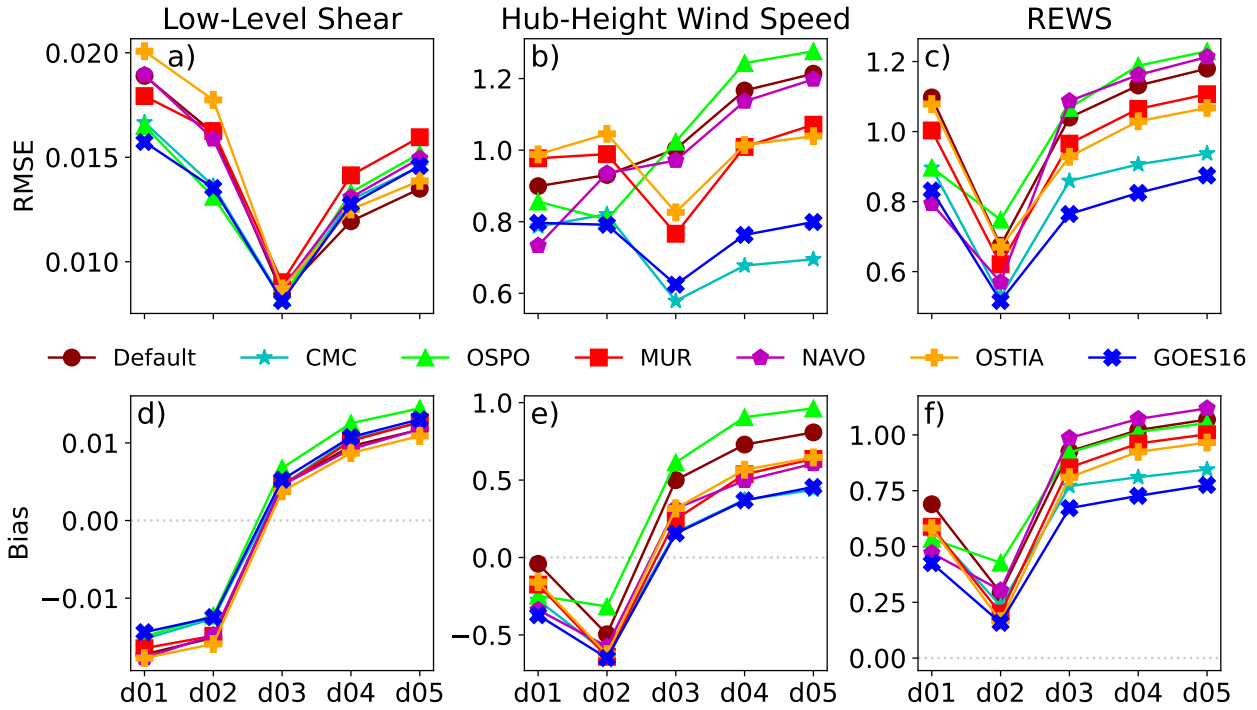 Low-Level Shear
Hub-Height Wind Speed
REWS
RMSE
a)
0.020
0.015
0.010
b)
1.2
1.0
0.8
0.6
c)
1.2
1.0
0.8
0.6
Default
CMC
OSPO
MUR
NAVO
OSTIA
GOES16
Bias
d)
0.01
0.00
−0.01
d01 d02 d03 d04 d05
e)
1.0
0.5
0.0
−0.5
d01 d02 d03 d04 d05
f)
1.00
0.75
0.50
0.25
0.00
d01 d02 d03 d04 d05